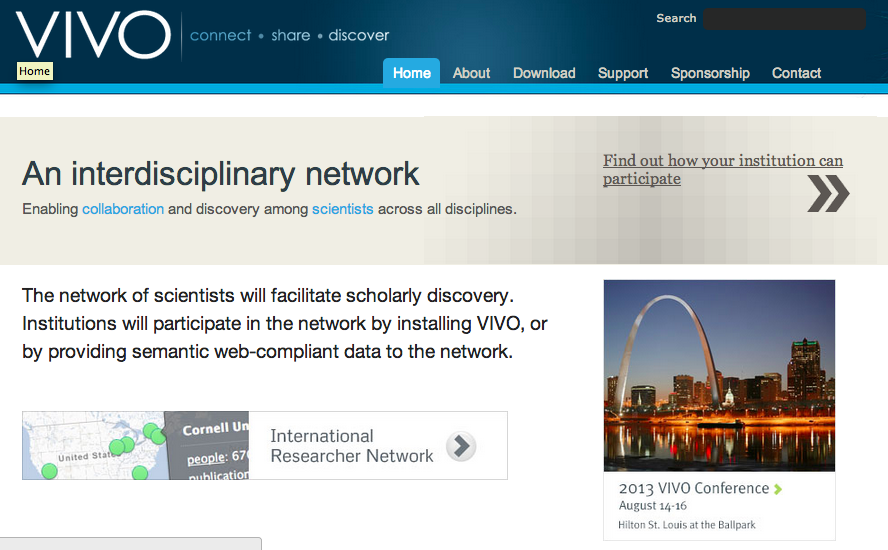 VIVO
connect • share • discover
Search
Home
Home About Download Support Sponsorship Contact
An interdisciplinary network
Enabling collaboration and discovery among scientists across all disciplines.
Find out how your institution can
participate
The network of scientists will facilitate scholarly discovery.
Institutions will participate in the network by installing VIVO, or
by providing semantic web-compliant data to the network.
United Stat
Cornell Un
people: 67
publication
International
Researcher Network
2013 VIVO Conference
August 14-16
Hilton St. Louis at the Ballpark